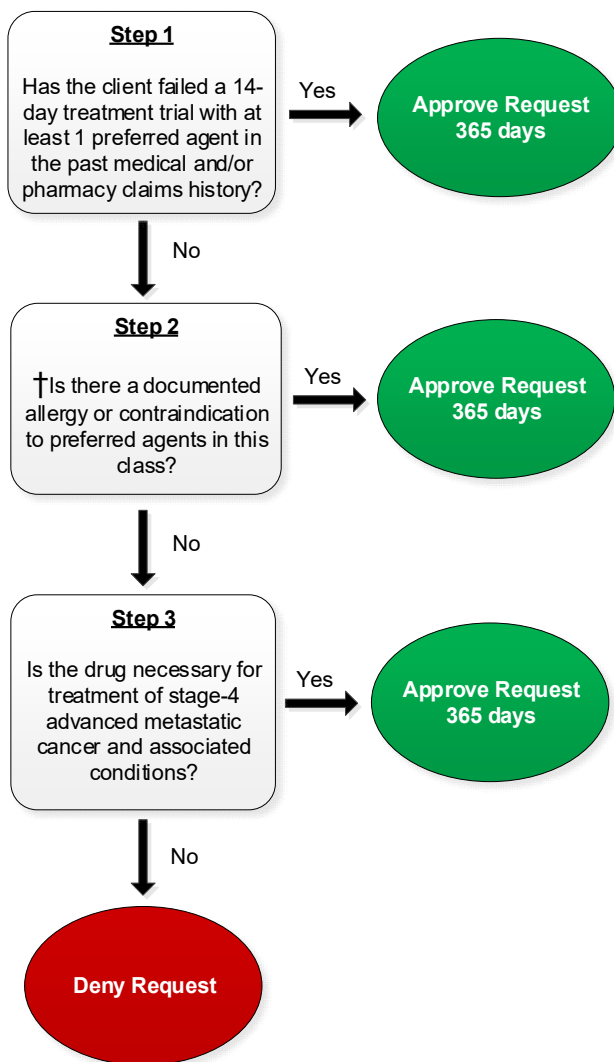 Step 1
Has the client failed a 14-
day treatment trial with at
least 1 preferred agent in
the past medical and/or
pharmacy claims history?
Yes
Approve Request
365 days
No
Step 2
†Is there a documented
allergy or contraindication
to preferred agents in this
class?
Yes
Approve Request
365 days
No
Step 3
Is the drug necessary for
treatment of stage-4
advanced metastatic
cancer and associated
conditions?
Yes
Approve Request
365 days
No
Deny Request